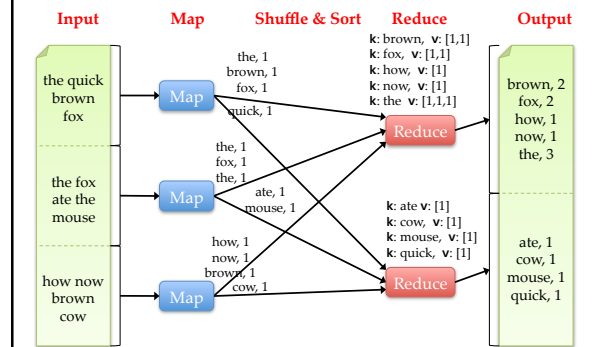 Input
Map
Shuffle & Sort
Reduce
Output
the quick
brown
fox
the fox
ate the
mouse
how now
brown
cow
Map
Map
Map
the, 1
brown, 1
fox, 1
quick, 1
the, 1
fox, 1
the, 1
ate, 1
mouse, 1
how, 1
now, 1
brown, 1
cow, 1
k: brown, v: [1,1]
k: fox, v: [1,1]
k: how, v: [1]
k: now, v: [1]
k: the v: [1,1,1]
Reduce
k: ate v: [1]
k: cow, v: [1]
k: mouse, v: [1]
k: quick, v: [1]
Reduce
brown, 2
fox, 2
how, 1
now, 1
the, 3
ate, 1
cow, 1
mouse, 1
quick, 1